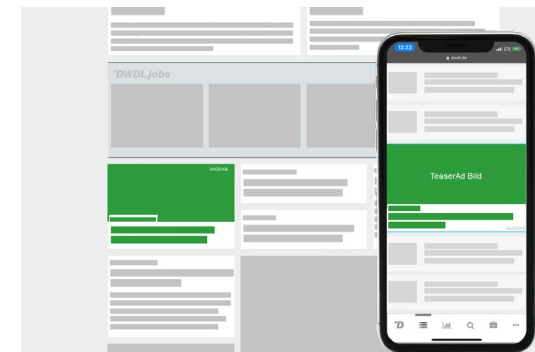 DWDL.jobs
ANZEIGE
12:23
LTE
dwdl.de
TeaserAd Bild
ANZEIGE
D